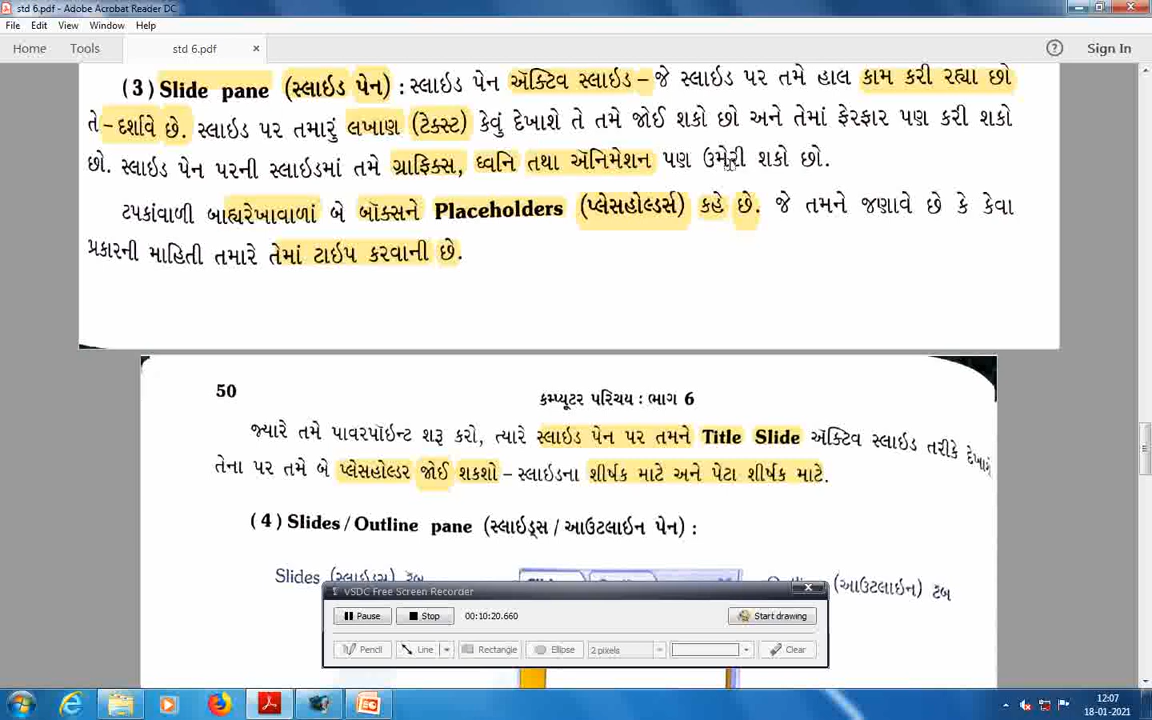 std 6.pdf - Adobe Acrobat Reader DC
File Edit View Window Help
Home Tools std 6.pdf × Sign In
(3) Slide pane (સ્લાઇડ પેન) : સ્લાઇડ પેન ઍક્ટિવ સ્લાઇડ – જે સ્લાઇડ પર તમે હાલ કામ કરી રહ્યા છો
તે – દર્શાવે છે. સ્લાઇડ પર તમારું લખાણ (ટેક્સ્ટ) કેવું દેખાશે તે તમે જોઈ શકો છો અને તેમાં ફેરફાર પણ કરી શકો
છો. સ્લાઇડ પેન પરની સ્લાઇડમાં તમે ગ્રાફિક્સ, ધ્વનિ તથા ઍનિમેશન પણ ઉમેરી શકો છો.
ટપકાંવાળી બાહ્યરેખાવાળાં બે બૉક્સને Placeholders (પ્લેસહોલ્ડર્સ) કહે છે. જે તમને જણાવે છે કે કેવા
પ્રકારની માહિતી તમારે તેમાં ટાઇપ કરવાની છે.
50 કમ્પ્યૂટર પરિચય : ભાગ 6
જ્યારે તમે પાવરપૉઇન્ટ શરૂ કરો, ત્યારે સ્લાઇડ પેન પર તમને Title Slide ઍક્ટિવ સ્લાઇડ તરીકે
તેના પર તમે બે પ્લેસહોલ્ડર જોઈ શકશો – સ્લાઇડના શીર્ષક માટે અને પેટા શીર્ષક માટે.
(4) Slides / Outline pane (સ્લાઇડ્સ / આઉટલાઇન પેન) :
Slides (સ્લાઇડ્સ) ટૅબ (આઉટલાઇન) ટૅબ
VSDC Free Screen Recorder
Pause Stop 00:10:20.660 Start drawing
Pencil Line Rectangle Ellipse 2 pixels Clear
12:07
18-01-2021